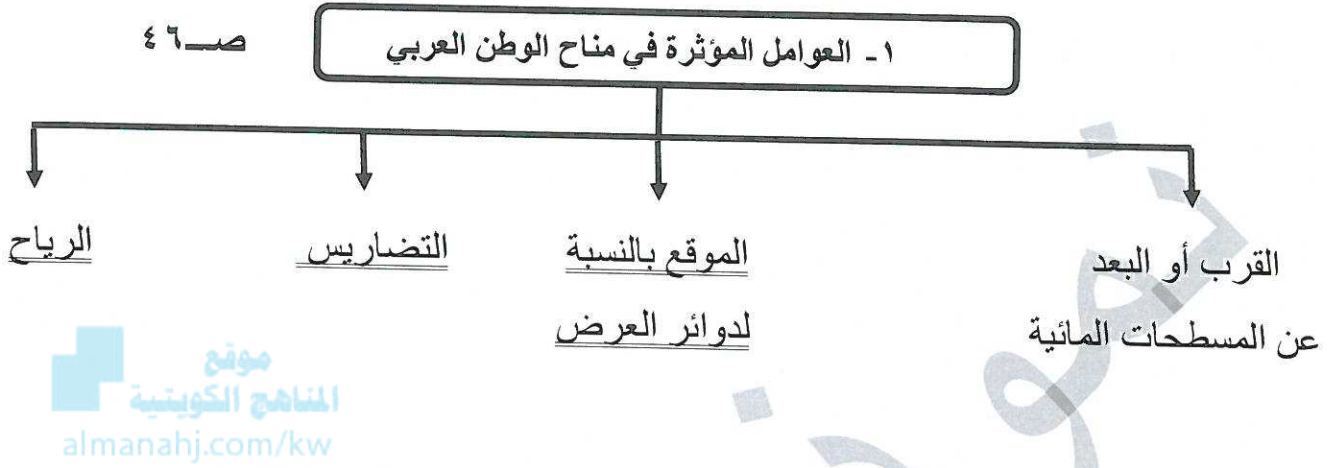 ١- العوامل المؤثرة في مناخ الوطن العربي
صـ٤٦
القرب أو البعد
عن المسطحات المائية
الموقع بالنسبة
لدوائر العرض
التضاريس
الرياح
موقع
المناهج الكويتية
almanahj.com/kw